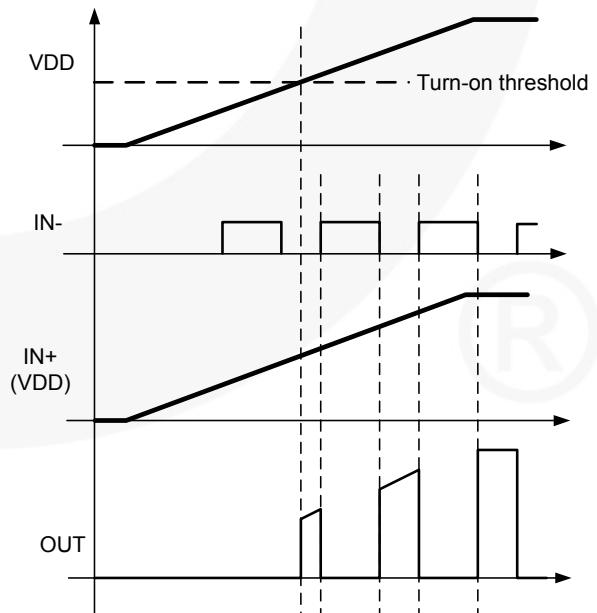 VDD
Turn-on threshold
IN-
IN+
(VDD)
®
OUT